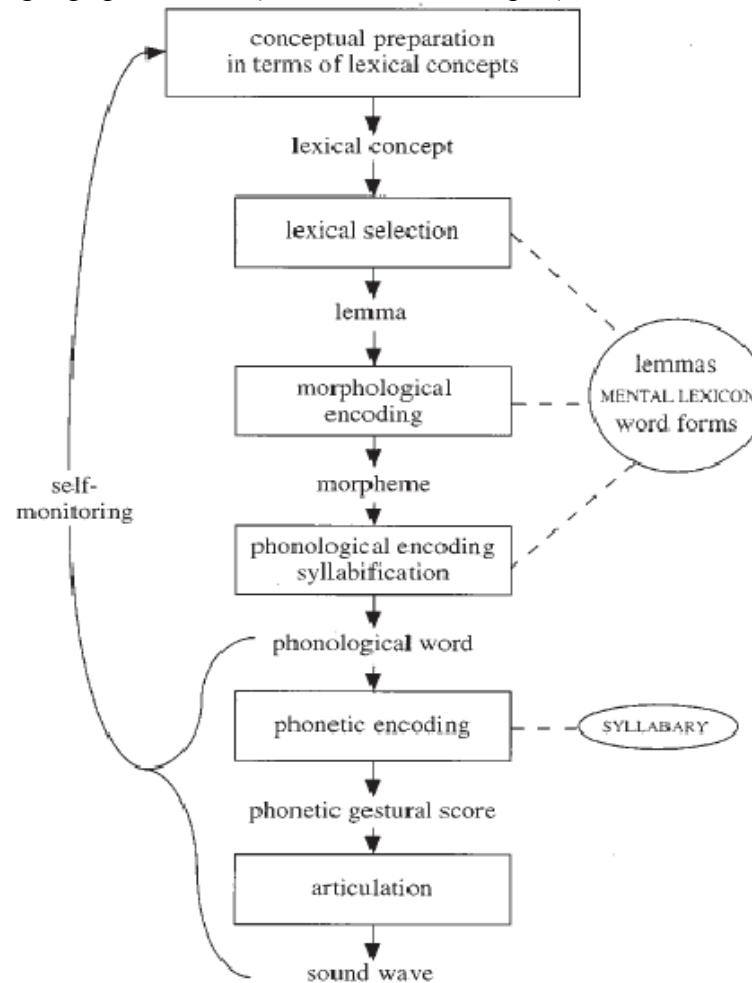 conceptual preparation
in terms of lexical concepts
lexical concept
lexical selection
lemma
morphological
encoding
morpheme
phonological encoding
syllabification
phonological word
phonetic encoding
phonetic gestural score
articulation
sound wave
self-
monitoring
lemmas
MENTAL LEXICON
word forms
SYLLABARY